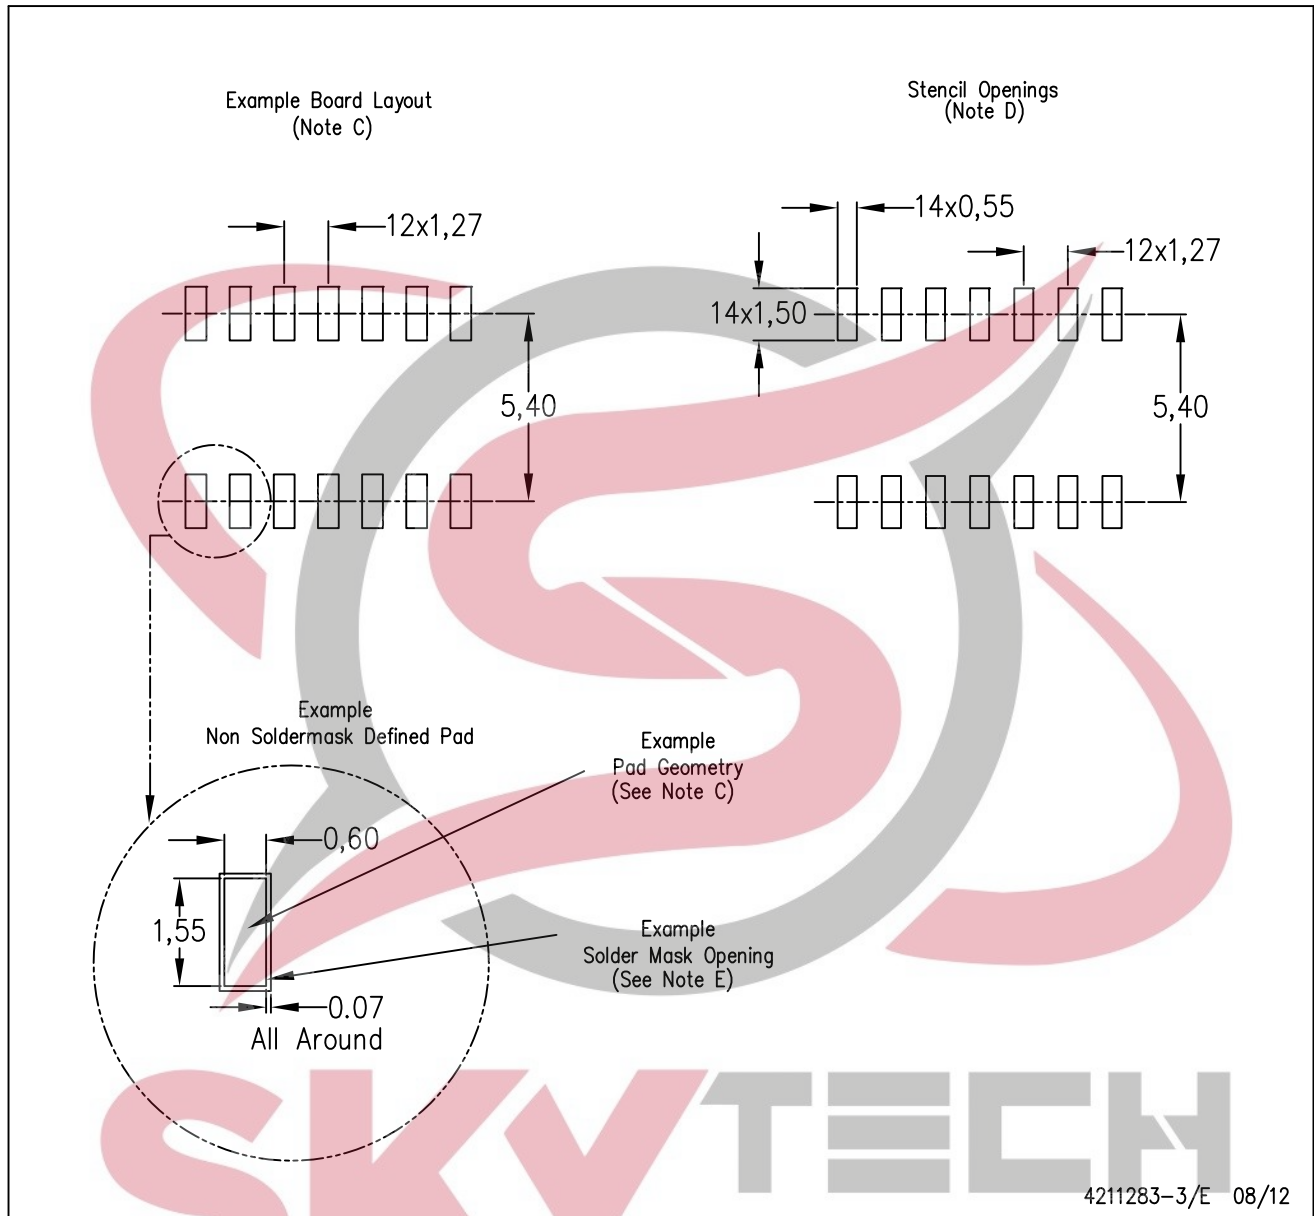 Example Board Layout
(Note C)
Stencil Openings
(Note D)
12x1,27
14x0,55
12x1,27
14x1,50
5,40
5,40
Example
Non Soldermask Defined Pad
Example
Pad Geometry
(See Note C)
0,60
1,55
Example
Solder Mask Opening
(See Note E)
0.07
All Around
SKYTECH
4211283-3/E 08/12